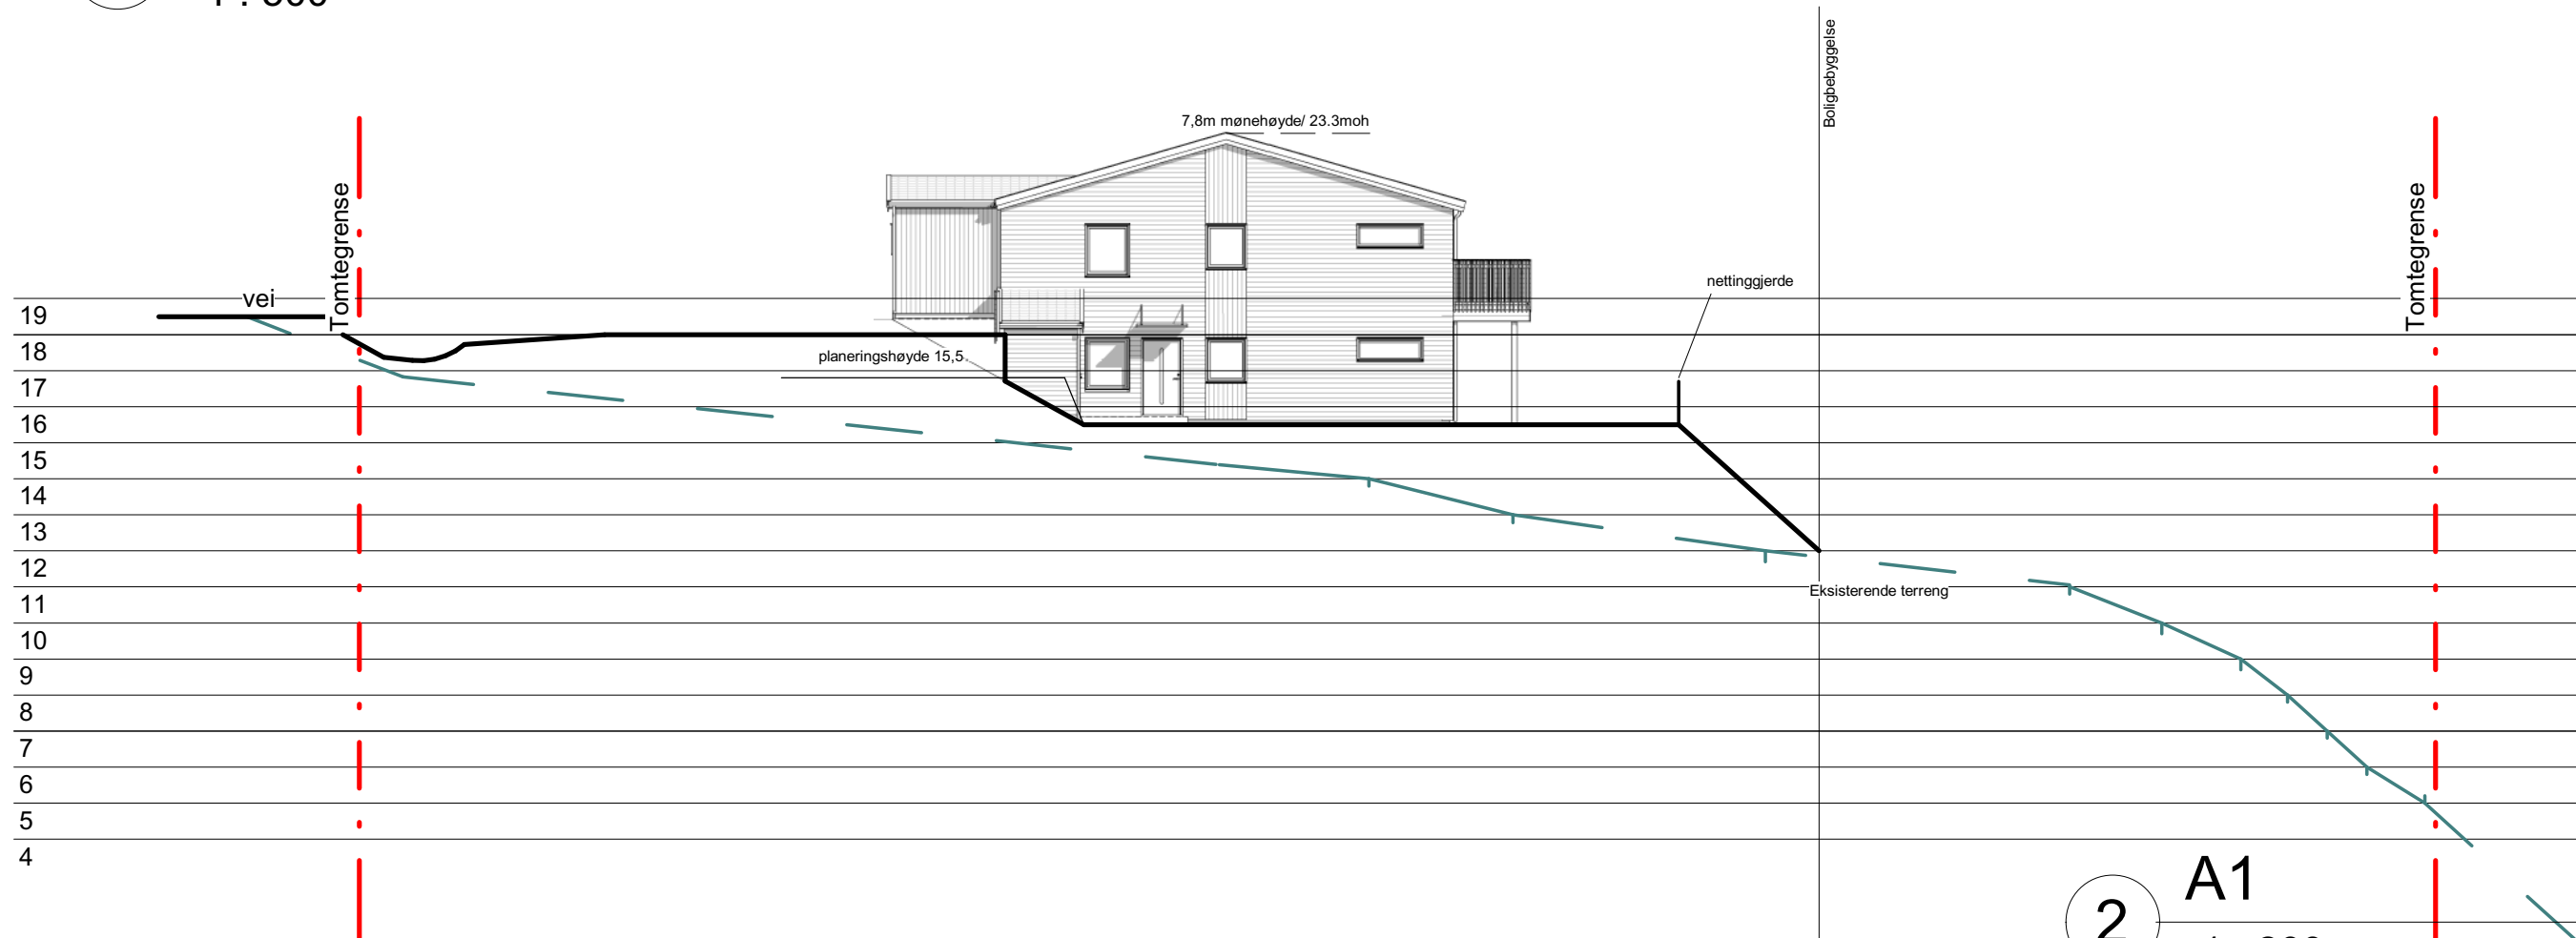 Boligbebyggelse
7,8m mønehøyde/ 23.3moh
Tomtegrense
Tomtegrense
vei
nettinggjerde
planeringshøyde 15,5
19
18
17
16
15
14
13
12
11
10
9
8
7
6
5
4
Eksisterende terreng
A1
2